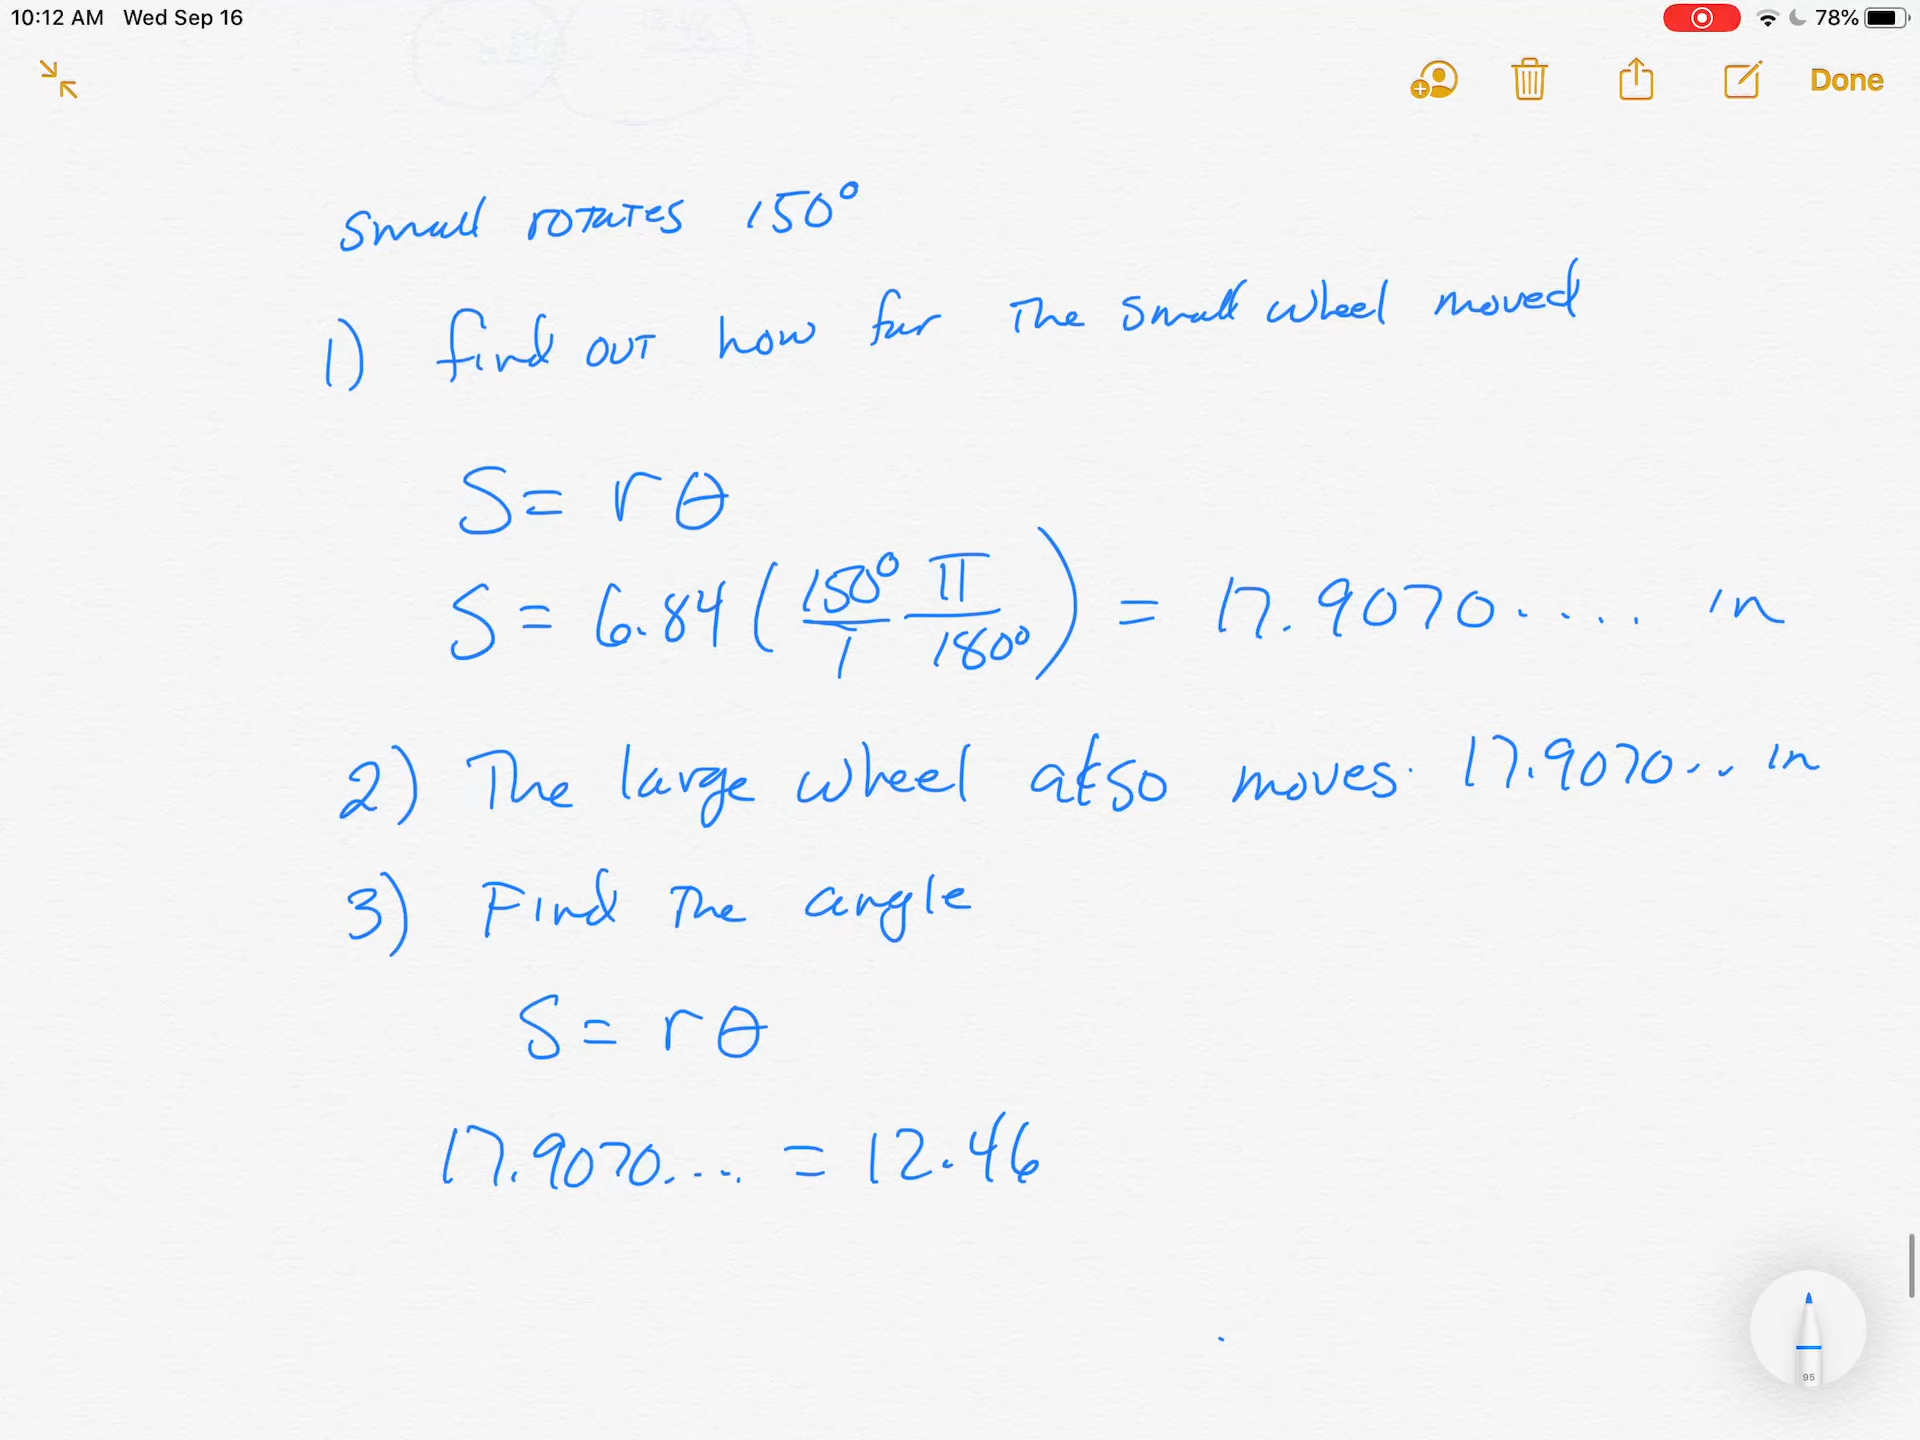 10:12 AM Wed Sep 16
78%
Done
Small rotates 150°
1) find out how far The small wheel moved
S = rθ
S = 6.84 ( 150°/1 π/180° ) = 17.9070.... in
2) The large wheel also moves 17.9070... in
3) Find The angle
S = rθ
17.9070.... = 12.46
95